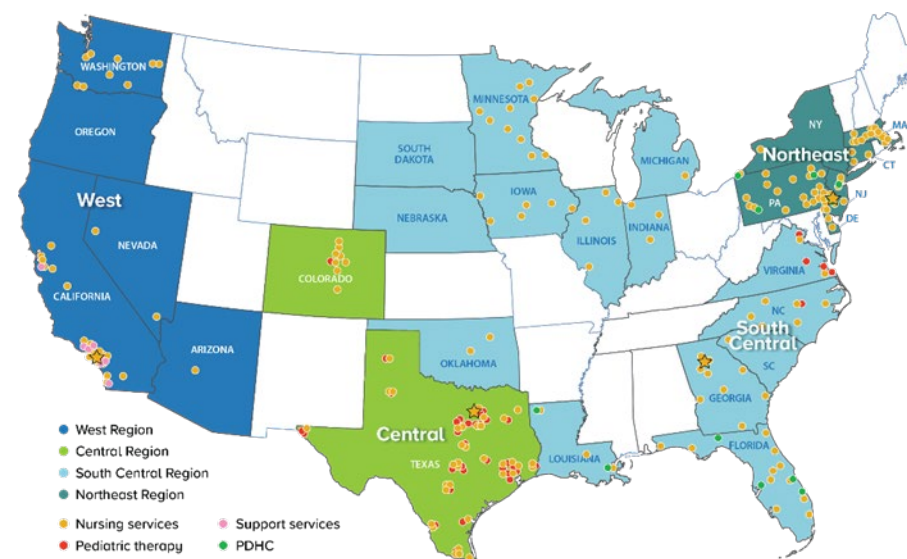 WASHINGTON
OREGON
West
NEVADA
CALIFORNIA
ARIZONA
COLORADO
SOUTH
DAKOTA
NEBRASKA
MINNESOTA
IOWA
ILLINOIS
INDIANA
MICHIGAN
OKLAHOMA
Central
TEXAS
LOUISIANA
NY
Northeast
PA
MA
CT
NJ
DE
VIRGINIA
NC
South
Central
SC
GEORGIA
FLORIDA
West Region
Central Region
South Central Region
Northeast Region
Nursing services
Support services
Pediatric therapy
PDHC